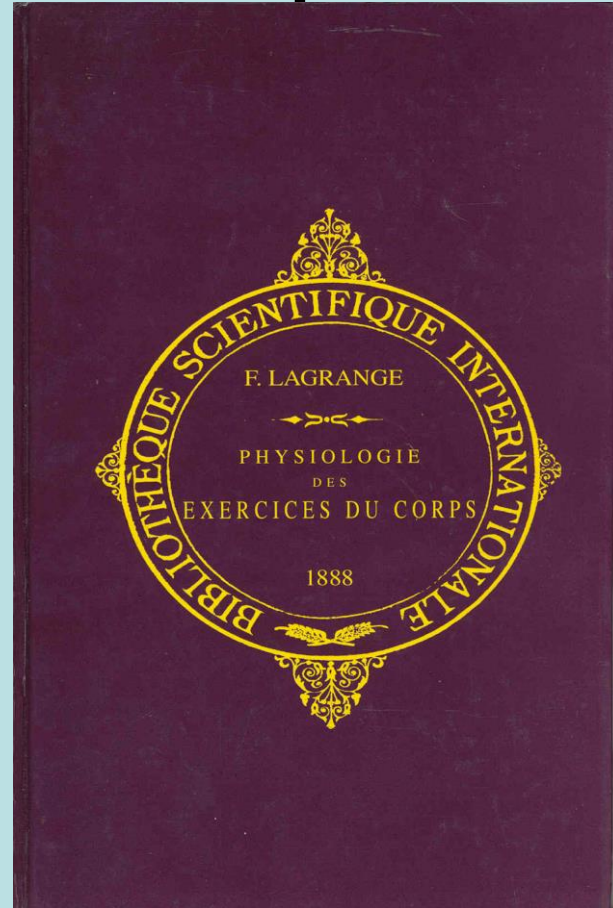 BIBLIOTHÈQUE SCIENTIFIQUE INTERNATIONALE
F. LAGRANGE
PHYSIOLOGIE
DES
EXERCICES DU CORPS
1888